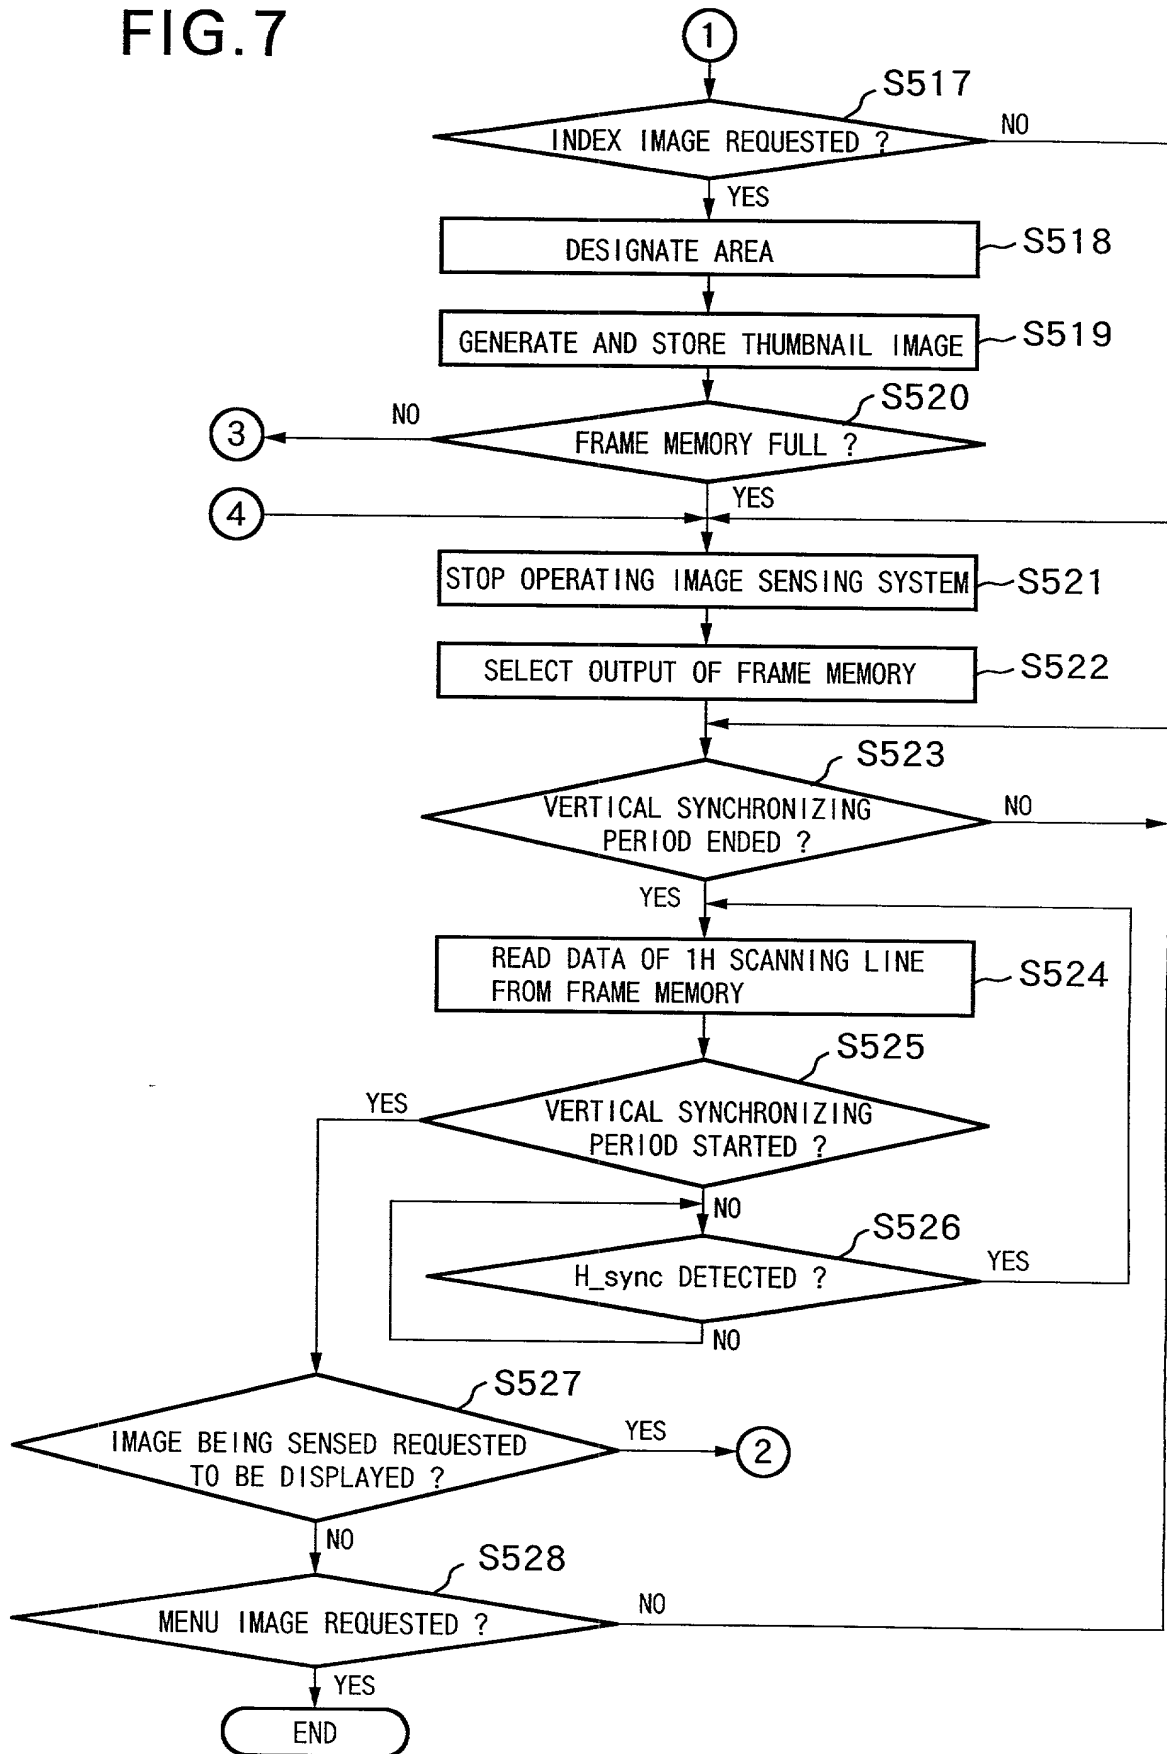 FIG.7
1
S517
INDEX IMAGE REQUESTED ?
NO
YES
DESIGNATE AREA
S518
GENERATE AND STORE THUMBNAIL IMAGE
S519
S520
NO
3
FRAME MEMORY FULL ?
YES
4
STOP OPERATING IMAGE SENSING SYSTEM
S521
SELECT OUTPUT OF FRAME MEMORY
S522
S523
VERTICAL SYNCHRONIZING
PERIOD ENDED ?
NO
YES
READ DATA OF 1H SCANNING LINE
FROM FRAME MEMORY
S524
S525
YES
VERTICAL SYNCHRONIZING
PERIOD STARTED ?
NO
S526
H_sync DETECTED ?
YES
NO
S527
IMAGE BEING SENSED REQUESTED
TO BE DISPLAYED ?
YES
2
NO
S528
MENU IMAGE REQUESTED ?
NO
YES
END